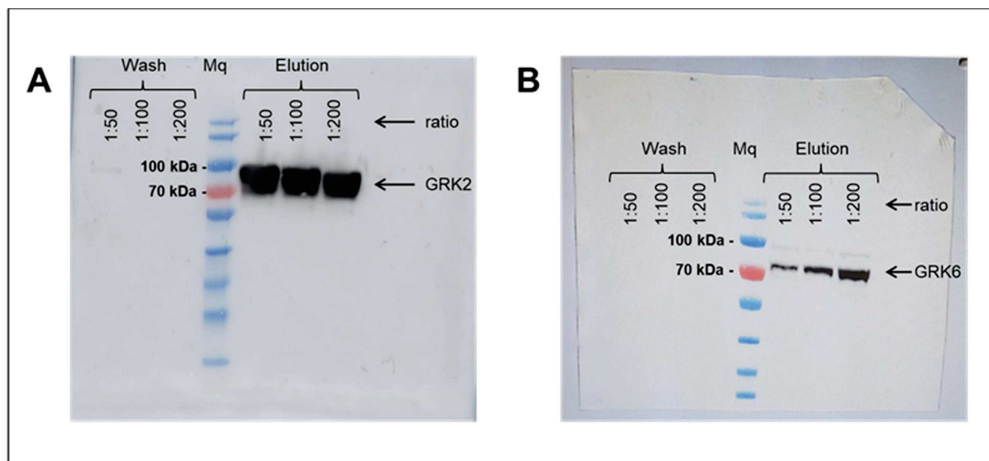 A
Wash Mq Elution
1:50 1:100 1:200 1:50 1:100 1:200
ratio
100 kDa -
70 kDa -
GRK2
B
Wash Mq Elution
1:50 1:100 1:200 1:50 1:100 1:200
ratio
100 kDa -
70 kDa -
GRK6